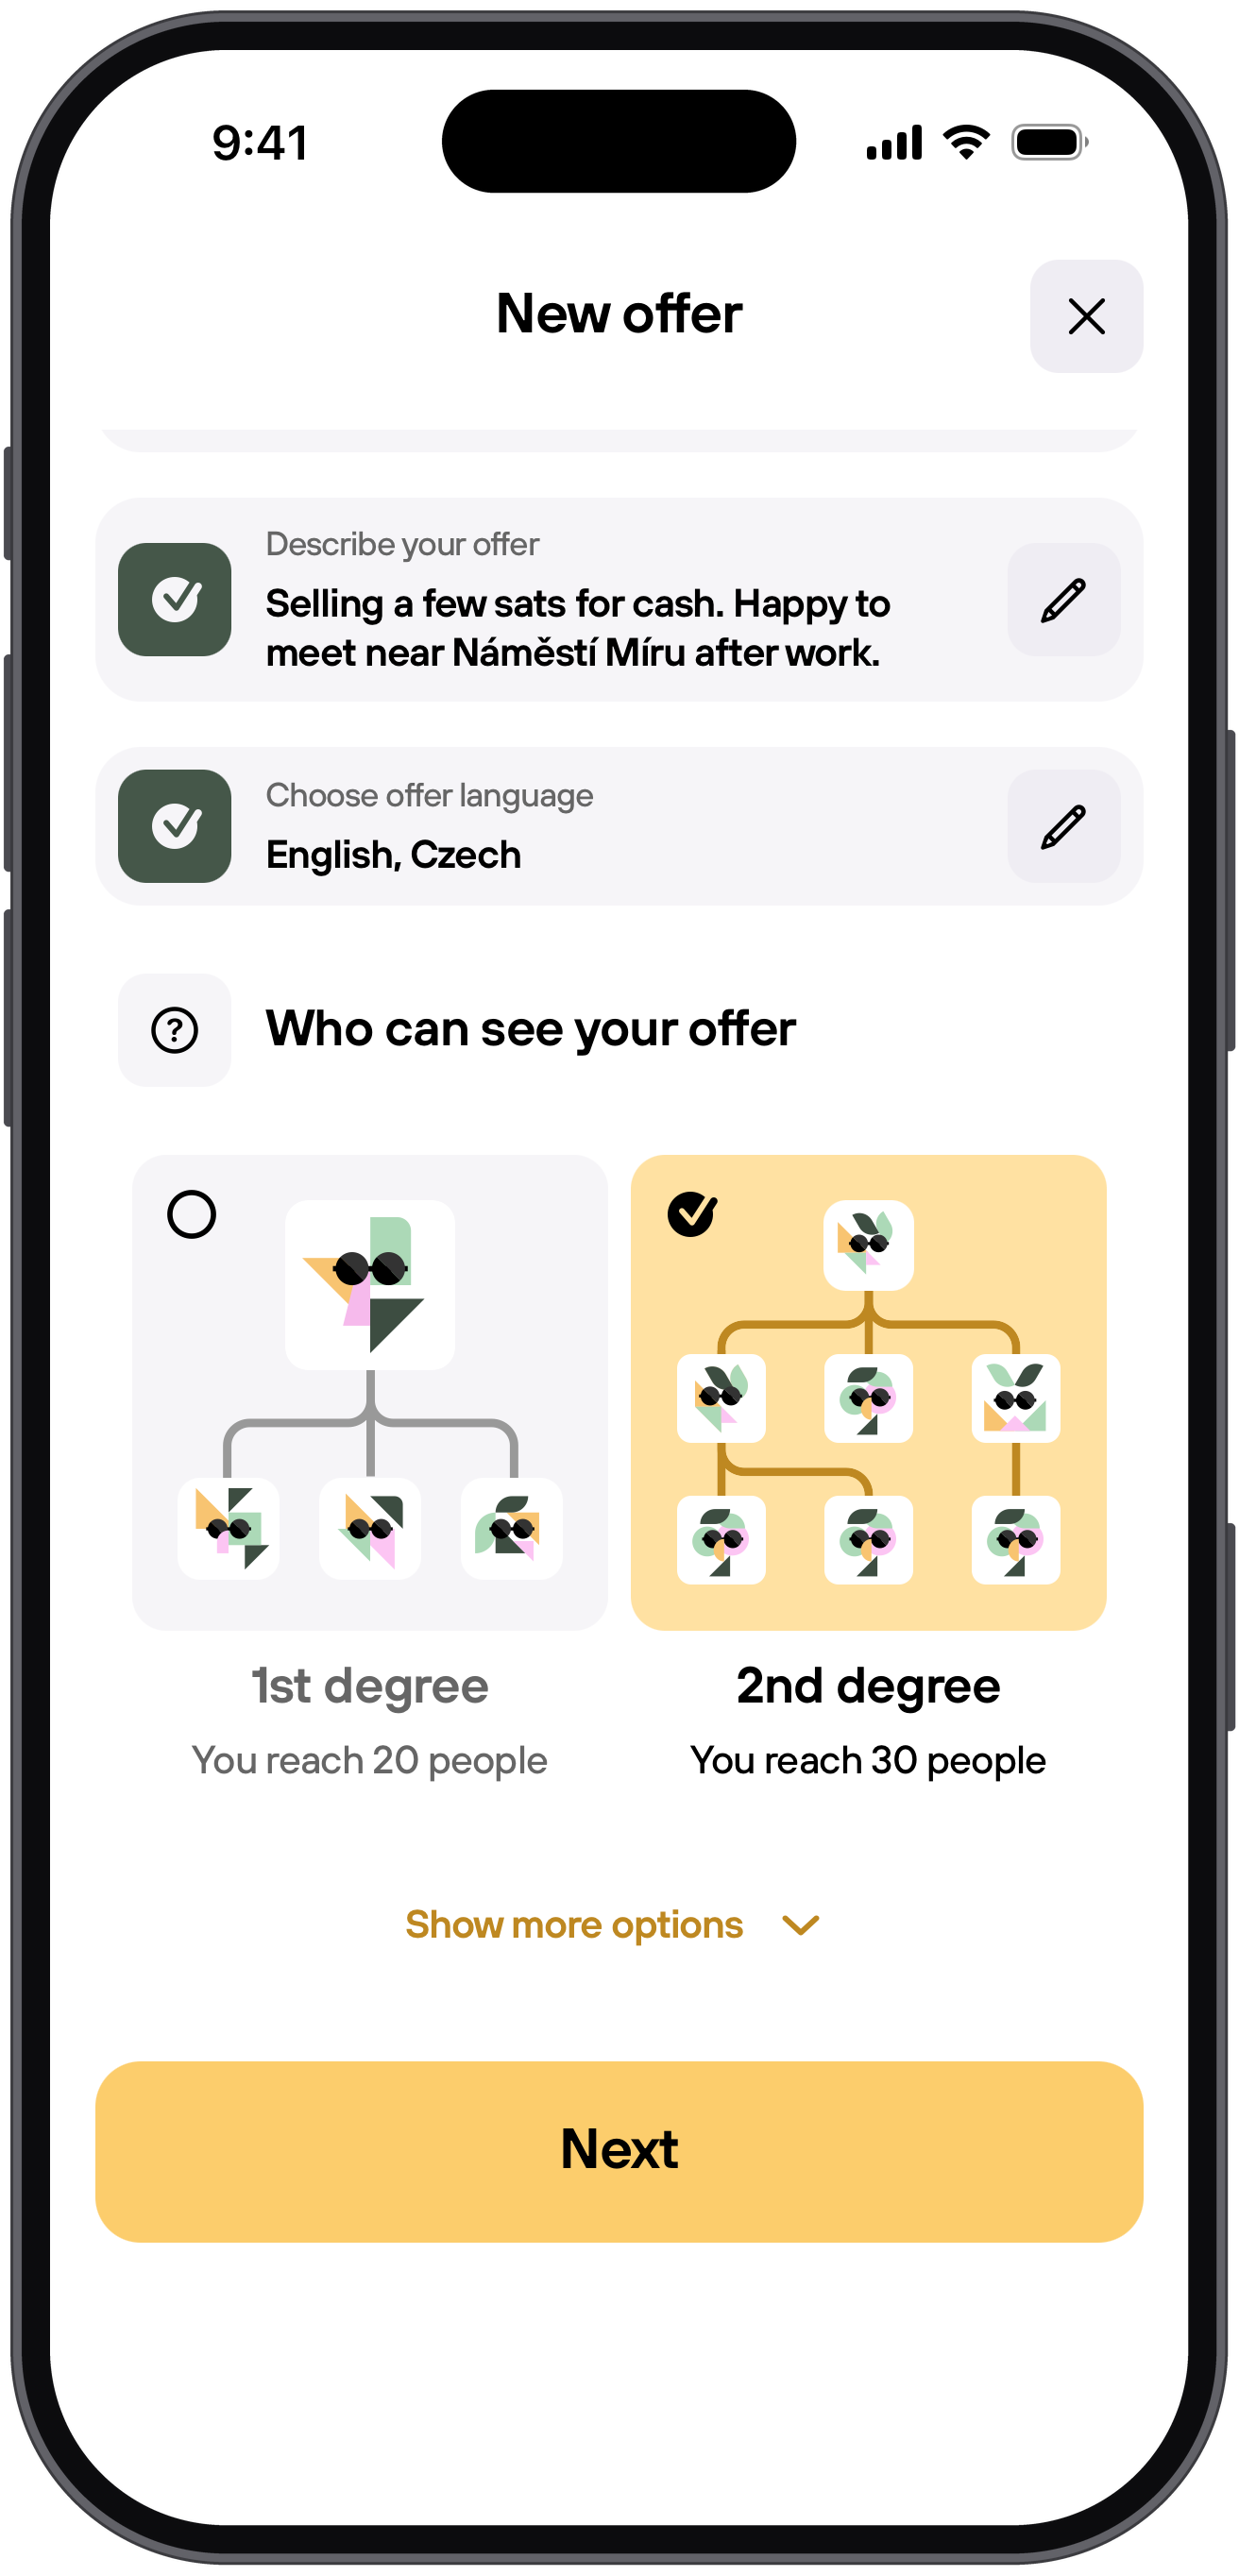 9:41
New offer
Describe your offer
Selling a few sats for cash. Happy to
meet near Náměstí Míru after work.
Choose offer language
English, Czech
Who can see your offer
1st degree
You reach 20 people
2nd degree
You reach 30 people
Show more options
Next